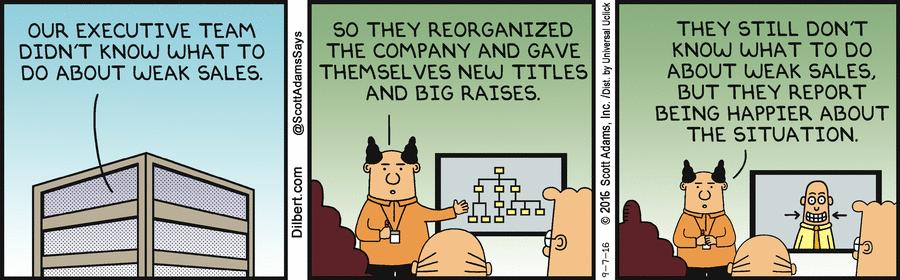 OUR EXECUTIVE TEAM
DIDN'T KNOW WHAT TO
DO ABOUT WEAK SALES.
Dilbert.com @ScottAdamsSays
SO THEY REORGANIZED
THE COMPANY AND GAVE
THEMSELVES NEW TITLES
AND BIG RAISES.
9-7-16 © 2016 Scott Adams, Inc. /Dist. by Universal Uclick
THEY STILL DON'T
KNOW WHAT TO DO
ABOUT WEAK SALES,
BUT THEY REPORT
BEING HAPPIER ABOUT
THE SITUATION.